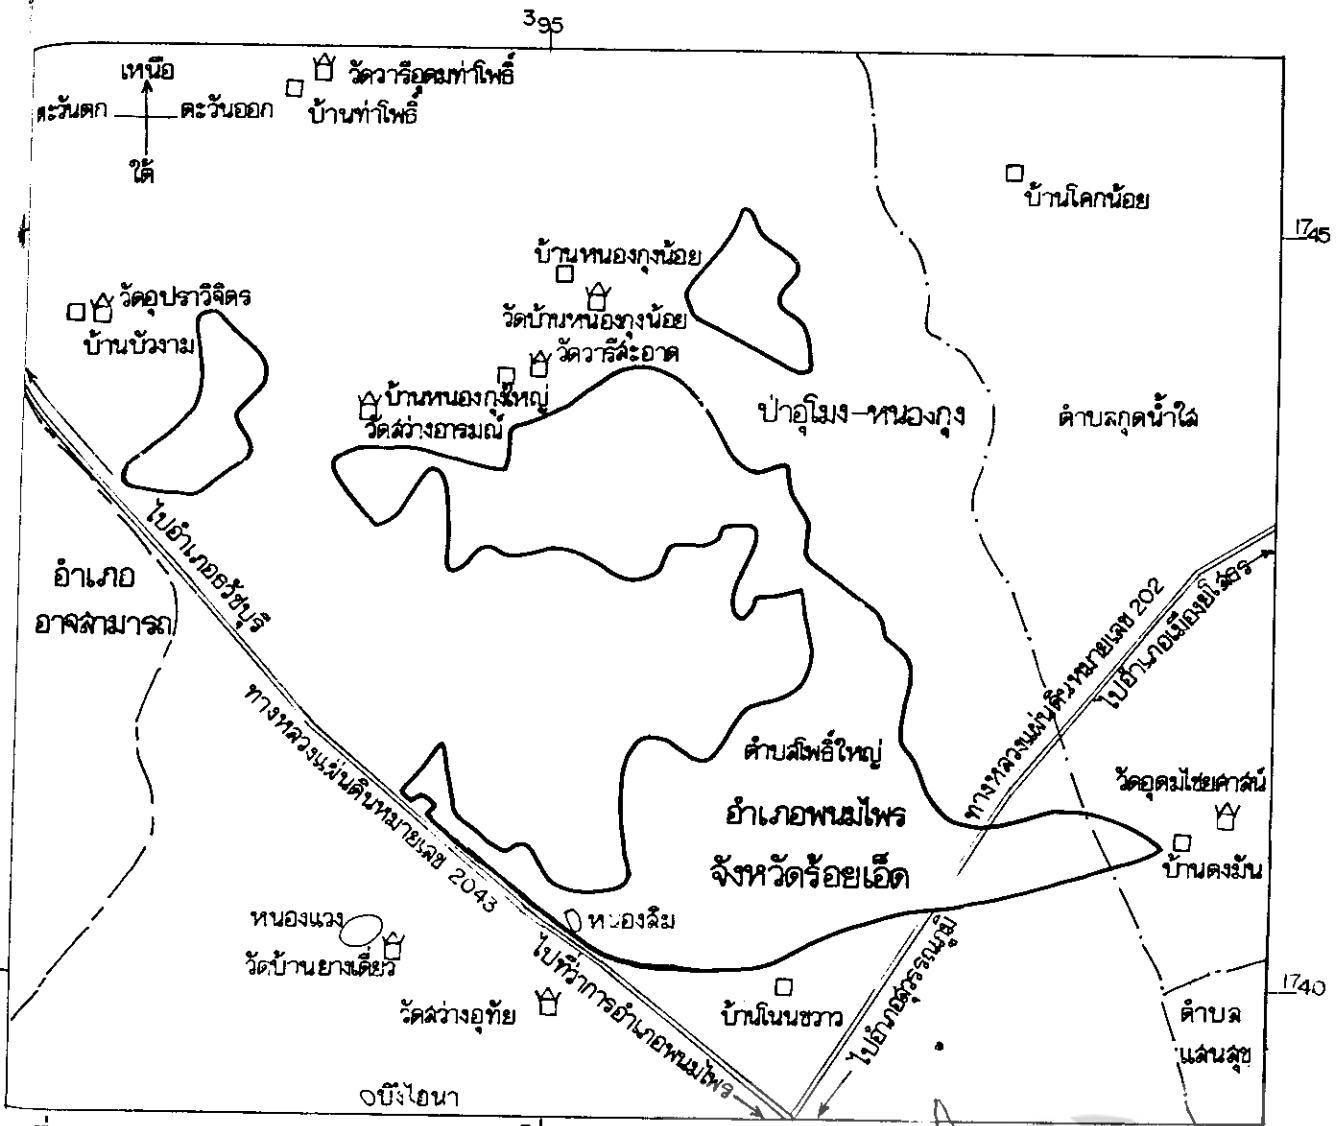 395
เหนือ
ตะวันตก
ตะวันออก
ใต้
วัดวารีอุดมท่าโพธิ์
บ้านท่าโพธิ์
บ้านโคกน้อย
1745
บ้านหนองกุงน้อย
วัดบ้านหนองกุงน้อย
วัดวารีสะอาด
วัดอุปราวิจิตร
บ้านบัวงาม
บ้านหนองกุงใหญ่
วัดสว่างอารมณ์
ป่าอุโมง-หนองกุง
ตำบลกุดน้ำใส
ไปอำเภอธวัชบุรี
อำเภอ
อาจสามารถ
ทางหลวงแผ่นดินหมายเลข 202
ไปอำเภอเมืองยโสธร
ทางหลวงแผ่นดินหมายเลข 2043
ตำบลโพธิ์ใหญ่
อำเภอพนมไพร
จังหวัดร้อยเอ็ด
วัดอุดมไชยศาสน์
บ้านดงมัน
หนองแวง
วัดบ้านยางเดี่ยว
หนองลิม
ไปที่ว่าการอำเภอพนมไพร
วัดสว่างอุทัย
บ้านโนนชวาว
ไปอำเภอสุวรรณภูมิ
1740
ตำบล
แสนสุข
บึงไฮนา